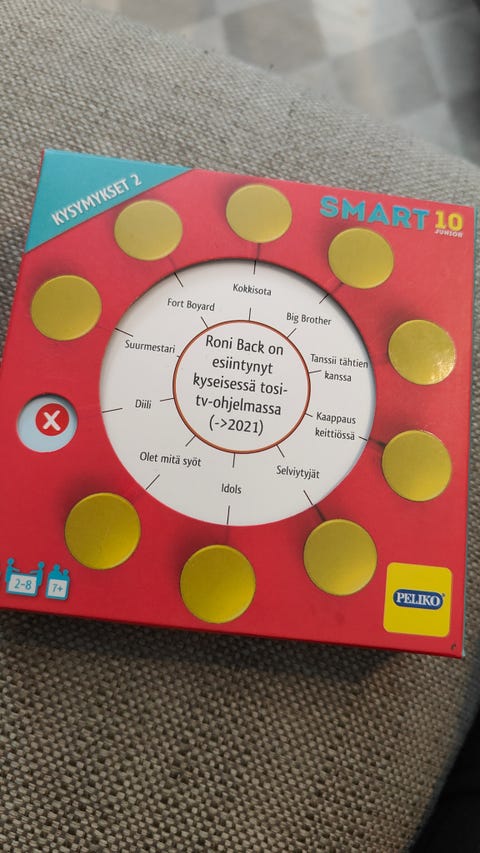 KYSYMYKSET 2
SMART 10
JUNIOR
Kokkisota
Big Brother
Tanssii tähtien
kanssa
Kaappaus
keittiössä
Selviytyjät
Idols
Olet mitä syöt
Diili
Suurmestari
Fort Boyard
Roni Back on
esiintynyt
kyseisessä tosi-
tv-ohjelmassa
(->2021)
X
2-8
7+
PELIKO